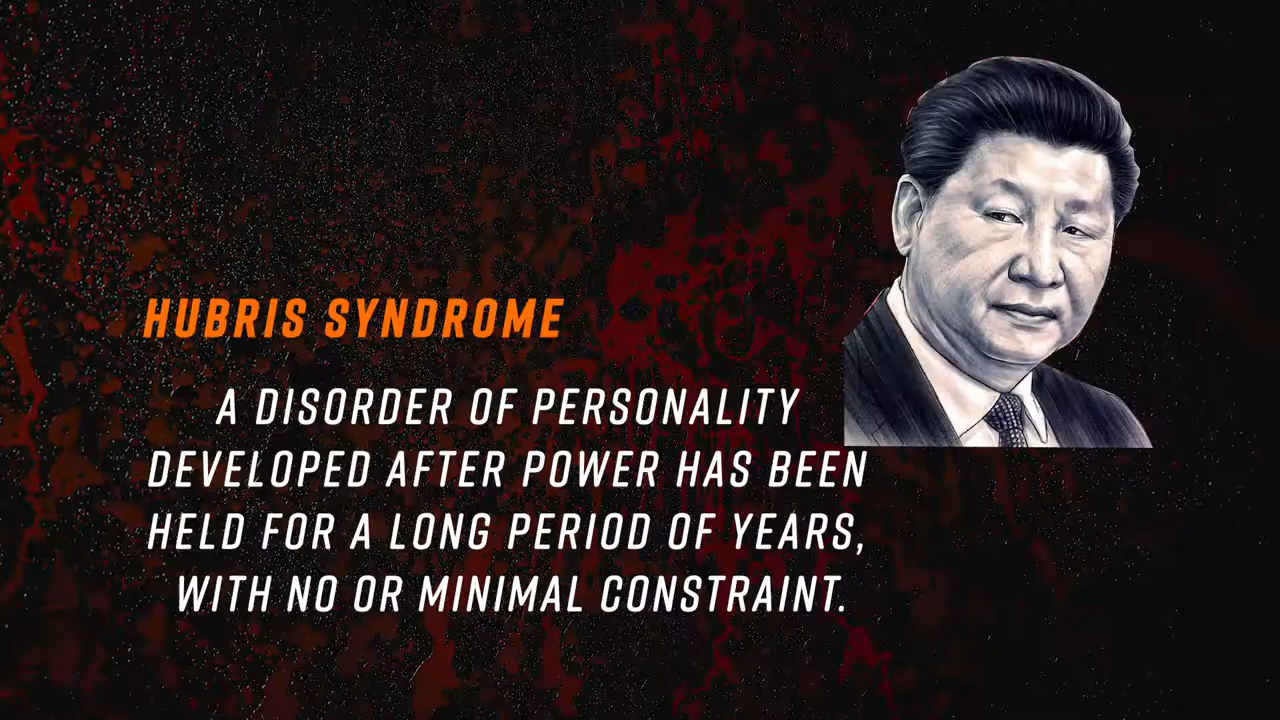 HUBRIS SYNDROME
A DISORDER OF PERSONALITY
DEVELOPED AFTER POWER HAS BEEN
HELD FOR A LONG PERIOD OF YEARS,
WITH NO OR MINIMAL CONSTRAINT.